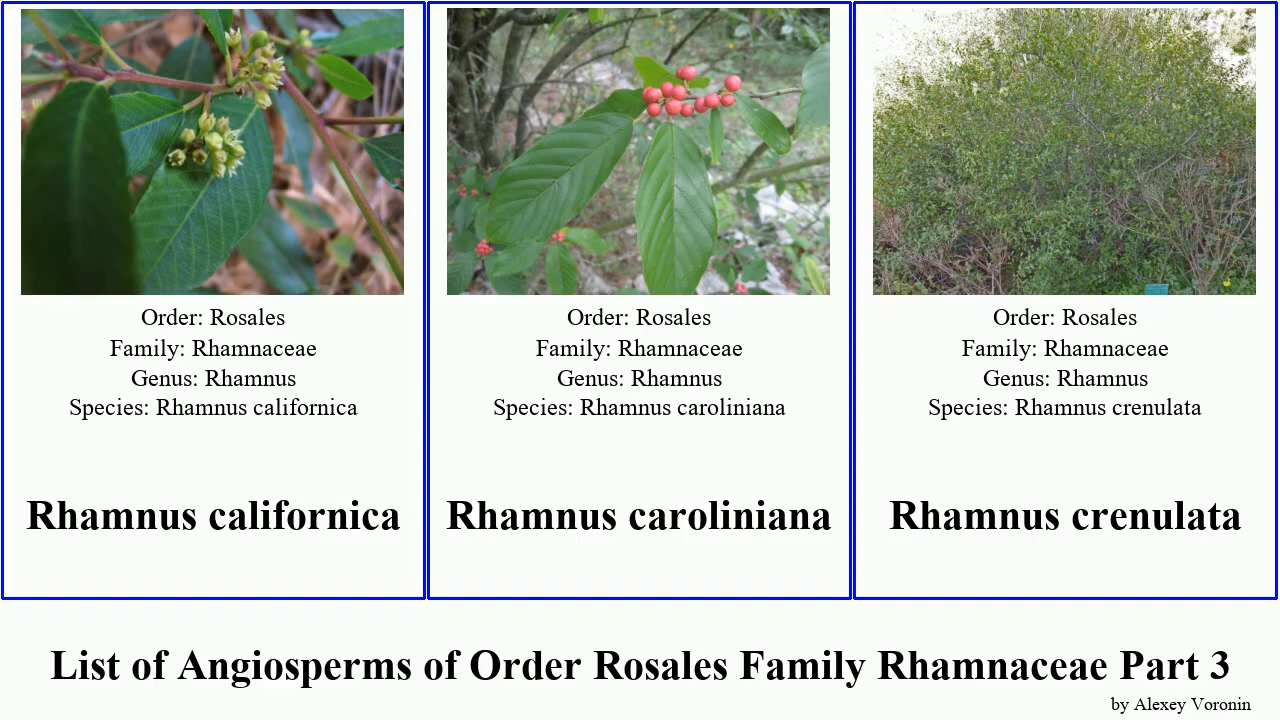 Order: Rosales
Family: Rhamnaceae
Genus: Rhamnus
Species: Rhamnus californica
Rhamnus californica
Order: Rosales
Family: Rhamnaceae
Genus: Rhamnus
Species: Rhamnus caroliniana
Rhamnus caroliniana
Order: Rosales
Family: Rhamnaceae
Genus: Rhamnus
Species: Rhamnus crenulata
Rhamnus crenulata
List of Angiosperms of Order Rosales Family Rhamnaceae Part 3
by Alexey Voronin